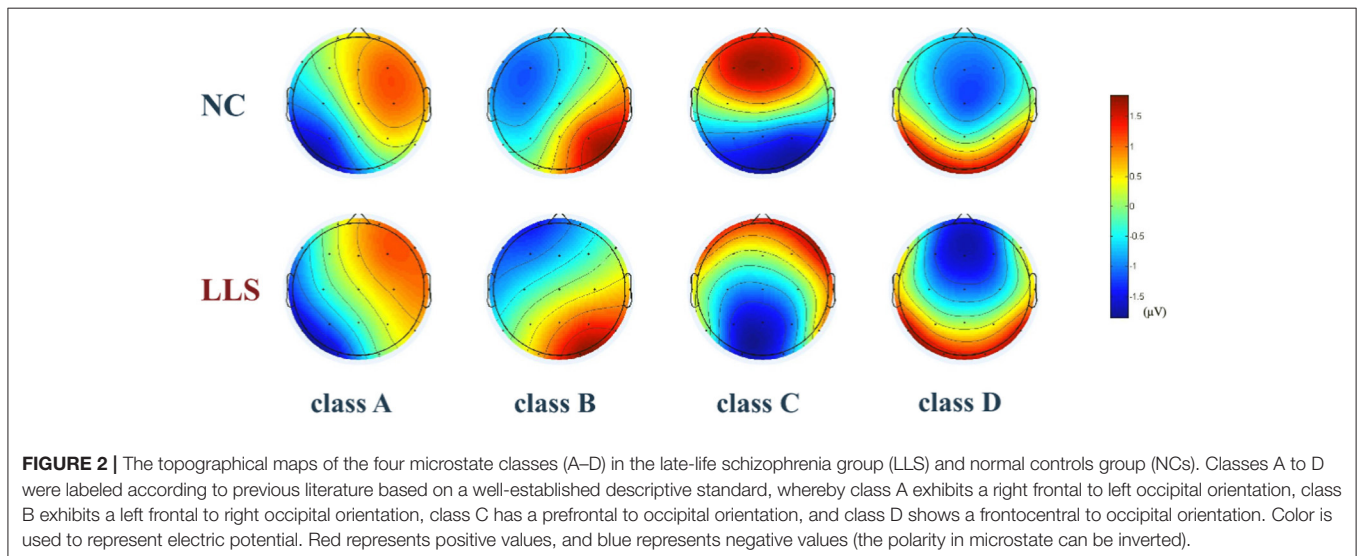 NC
1
0.5
0
-0.5
-1
-1.5
(µV)
LLS
class A class B class C class D
FIGURE 2 | The topographical maps of the four microstate classes (A–D) in the late-life schizophrenia group (LLS) and normal controls group (NCs). Classes A to D
were labeled according to previous literature based on a well-established descriptive standard, whereby class A exhibits a right frontal to left occipital orientation, class
B exhibits a left frontal to right occipital orientation, class C has a prefrontal to occipital orientation, and class D shows a frontocentral to occipital orientation. Color is
used to represent electric potential. Red represents positive values, and blue represents negative values (the polarity in microstate can be inverted).